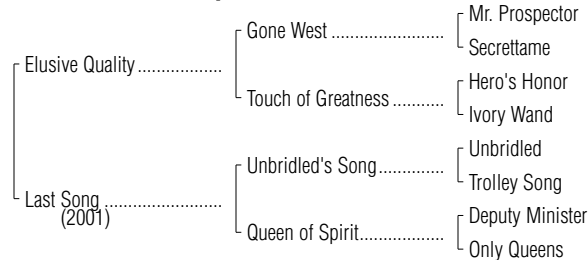 Mr. Prospector
Gone West .....................
Secrettame
Elusive Quality.................
Hero's Honor
Touch of Greatness ..........
Ivory Wand
Unbridled
Unbridled's Song.............
Trolley Song
Last Song .......................
(2001)
Deputy Minister
Queen of Spirit.................
Only Queens